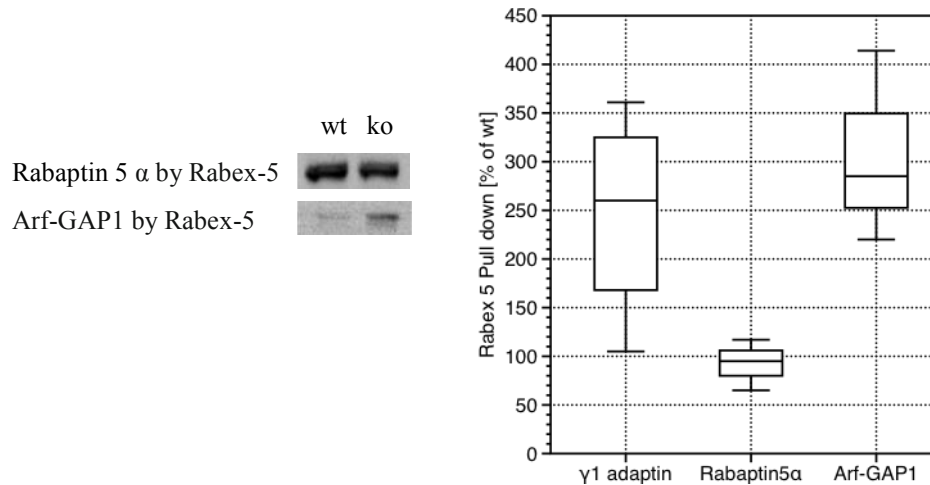 wt ko
Rabaptin 5 α by Rabex-5
Arf-GAP1 by Rabex-5
Rabex 5 Pull down [% of wt]
450
400
350
300
250
200
150
100
50
0
γ1 adaptin Rabaptin5α Arf-GAP1